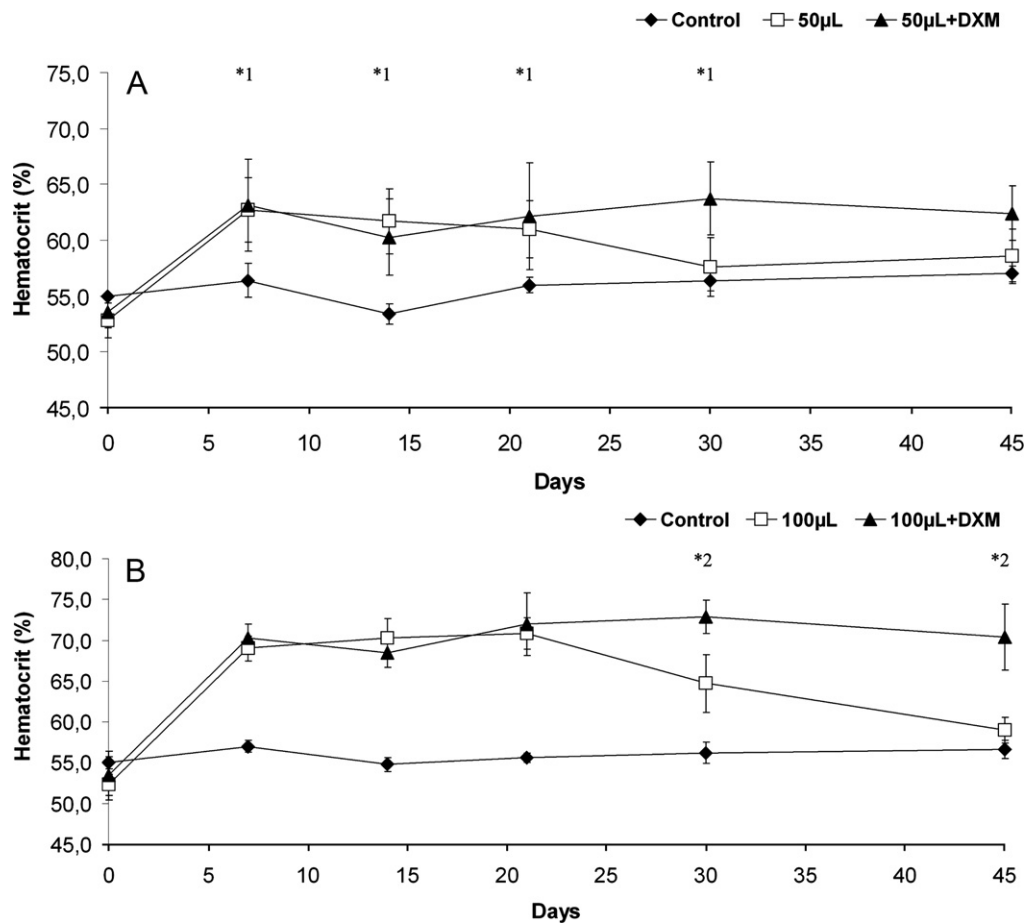 Control 50µL 50µL+DXM
A
*1 *1 *1 *1
75,0
70,0
65,0
60,0
55,0
50,0
45,0
Hematocrit (%)
0 5 10 15 20 25 30 35 40 45
Days
Control 100µL 100µL+DXM
B
*2 *2
80,0
75,0
70,0
65,0
60,0
55,0
50,0
45,0
Hematocrit (%)
0 5 10 15 20 25 30 35 40 45
Days